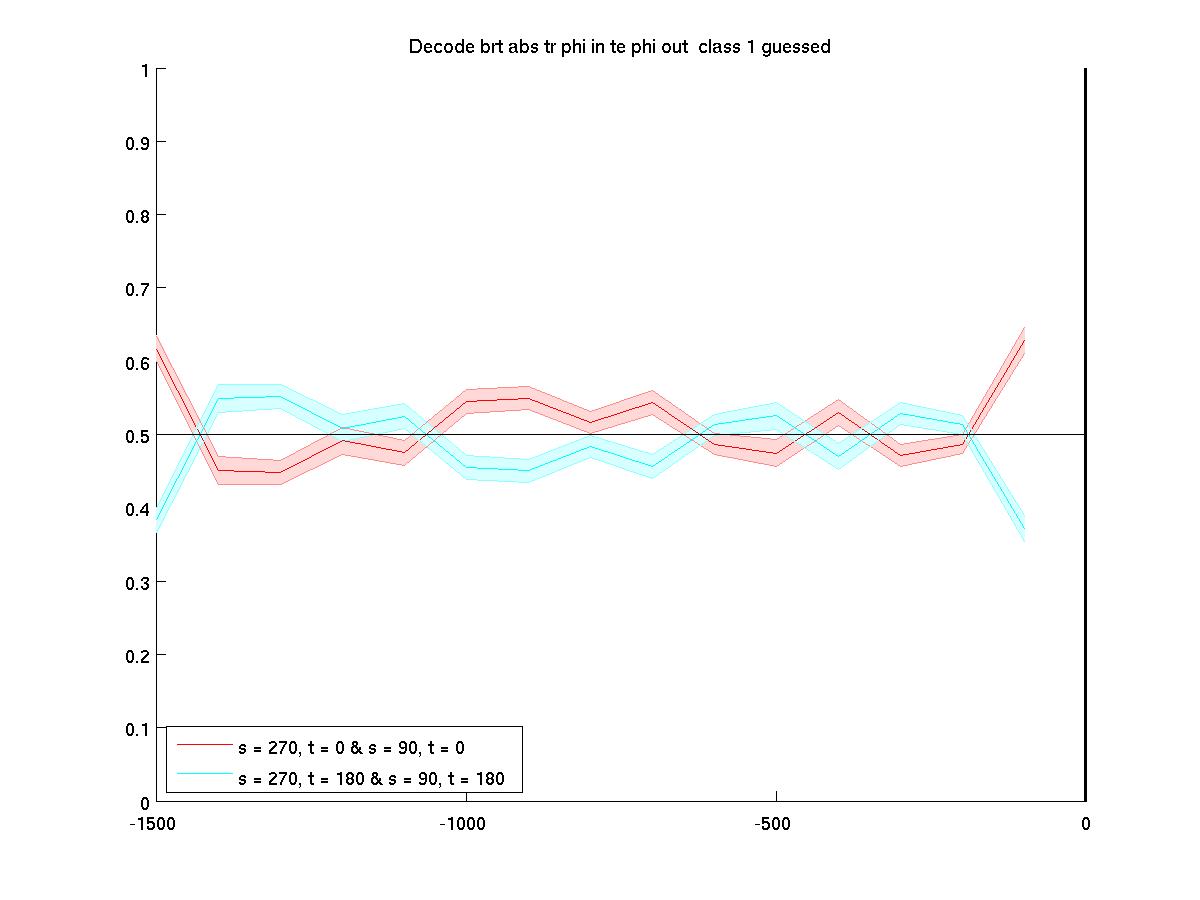 Decode brt abs tr phi in te phi out class 1 guessed
1
0.9
0.8
0.7
0.6
0.5
0.4
0.3
0.2
0.1
0
s = 270, t = 0 & s = 90, t = 0
s = 270, t = 180 & s = 90, t = 180
-1500 -1000 -500 0